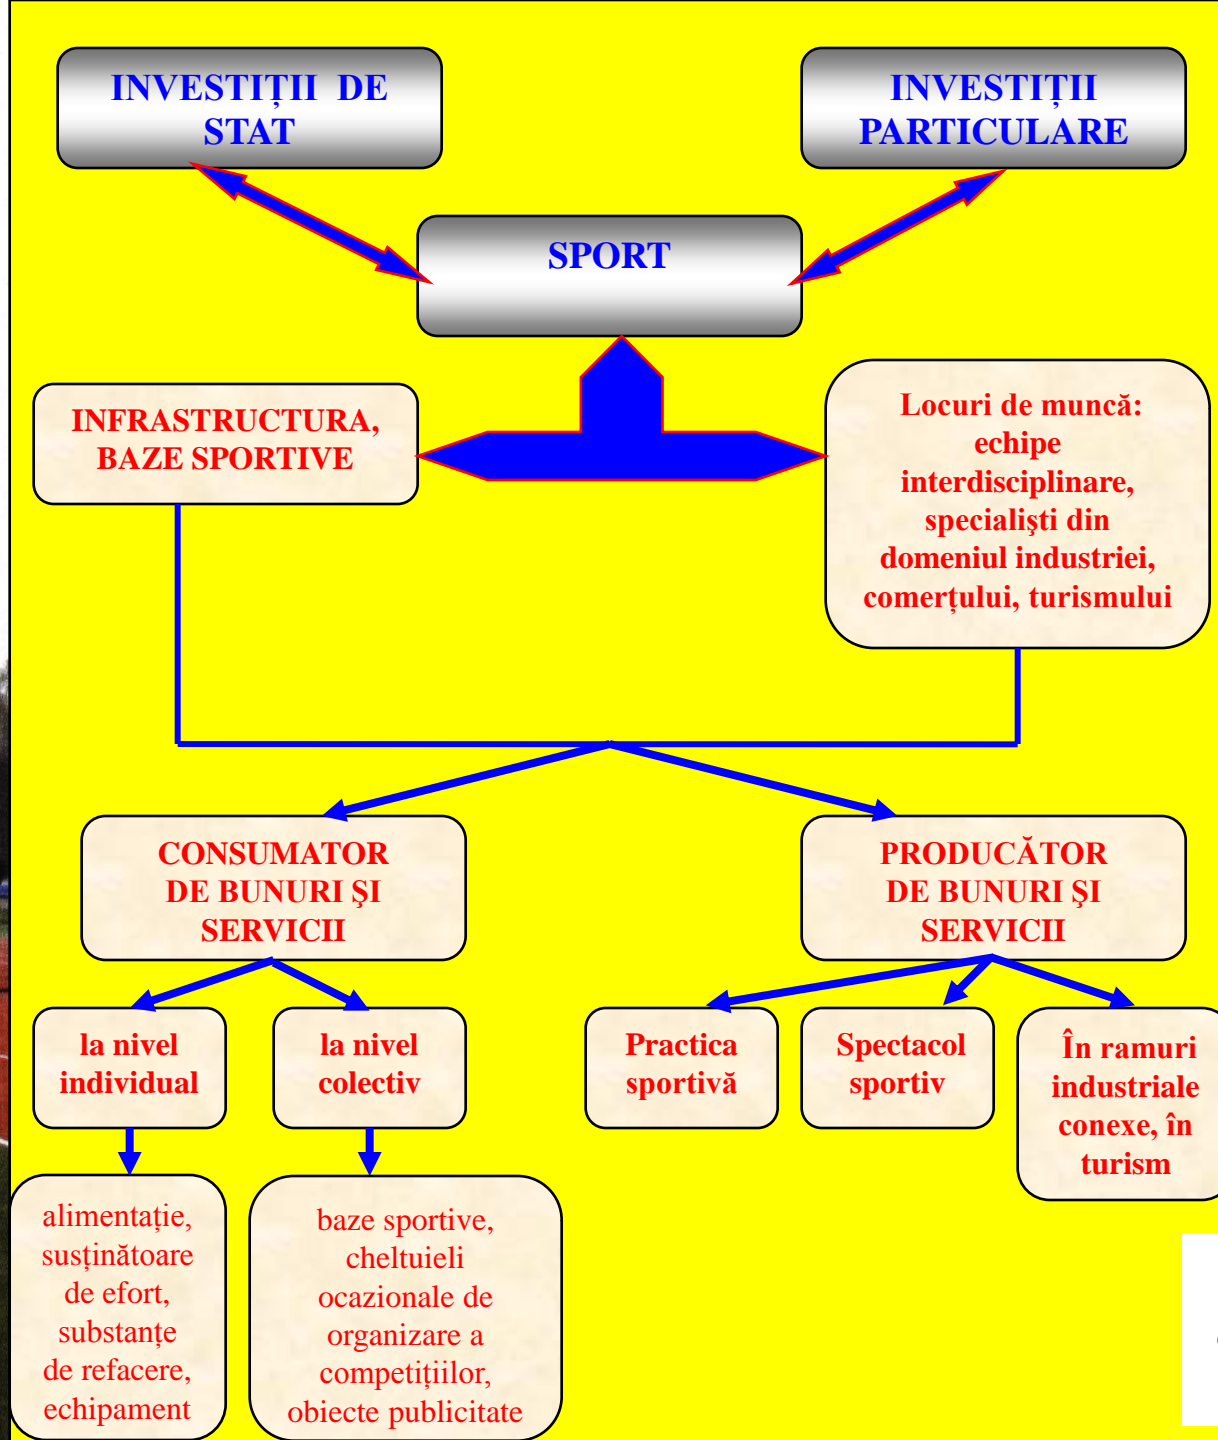 INVESTIȚII DE
STAT
INVESTIȚII
PARTICULARE
SPORT
INFRASTRUCTURA,
BAZE SPORTIVE
Locuri de muncă:
echipe
interdisciplinare,
specialişti din
domeniul industriei,
comerțului, turismului
CONSUMATOR
DE BUNURI ŞI
SERVICII
PRODUCĂTOR
DE BUNURI ŞI
SERVICII
la nivel
individual
la nivel
colectiv
Practica
sportivă
Spectacol
sportiv
În ramuri
industriale
conexe, în
turism
alimentație,
susținătoare
de efort,
substanțe
de refacere,
echipament
baze sportive,
cheltuieli
ocazionale de
organizare a
competițiilor,
obiecte publicitate